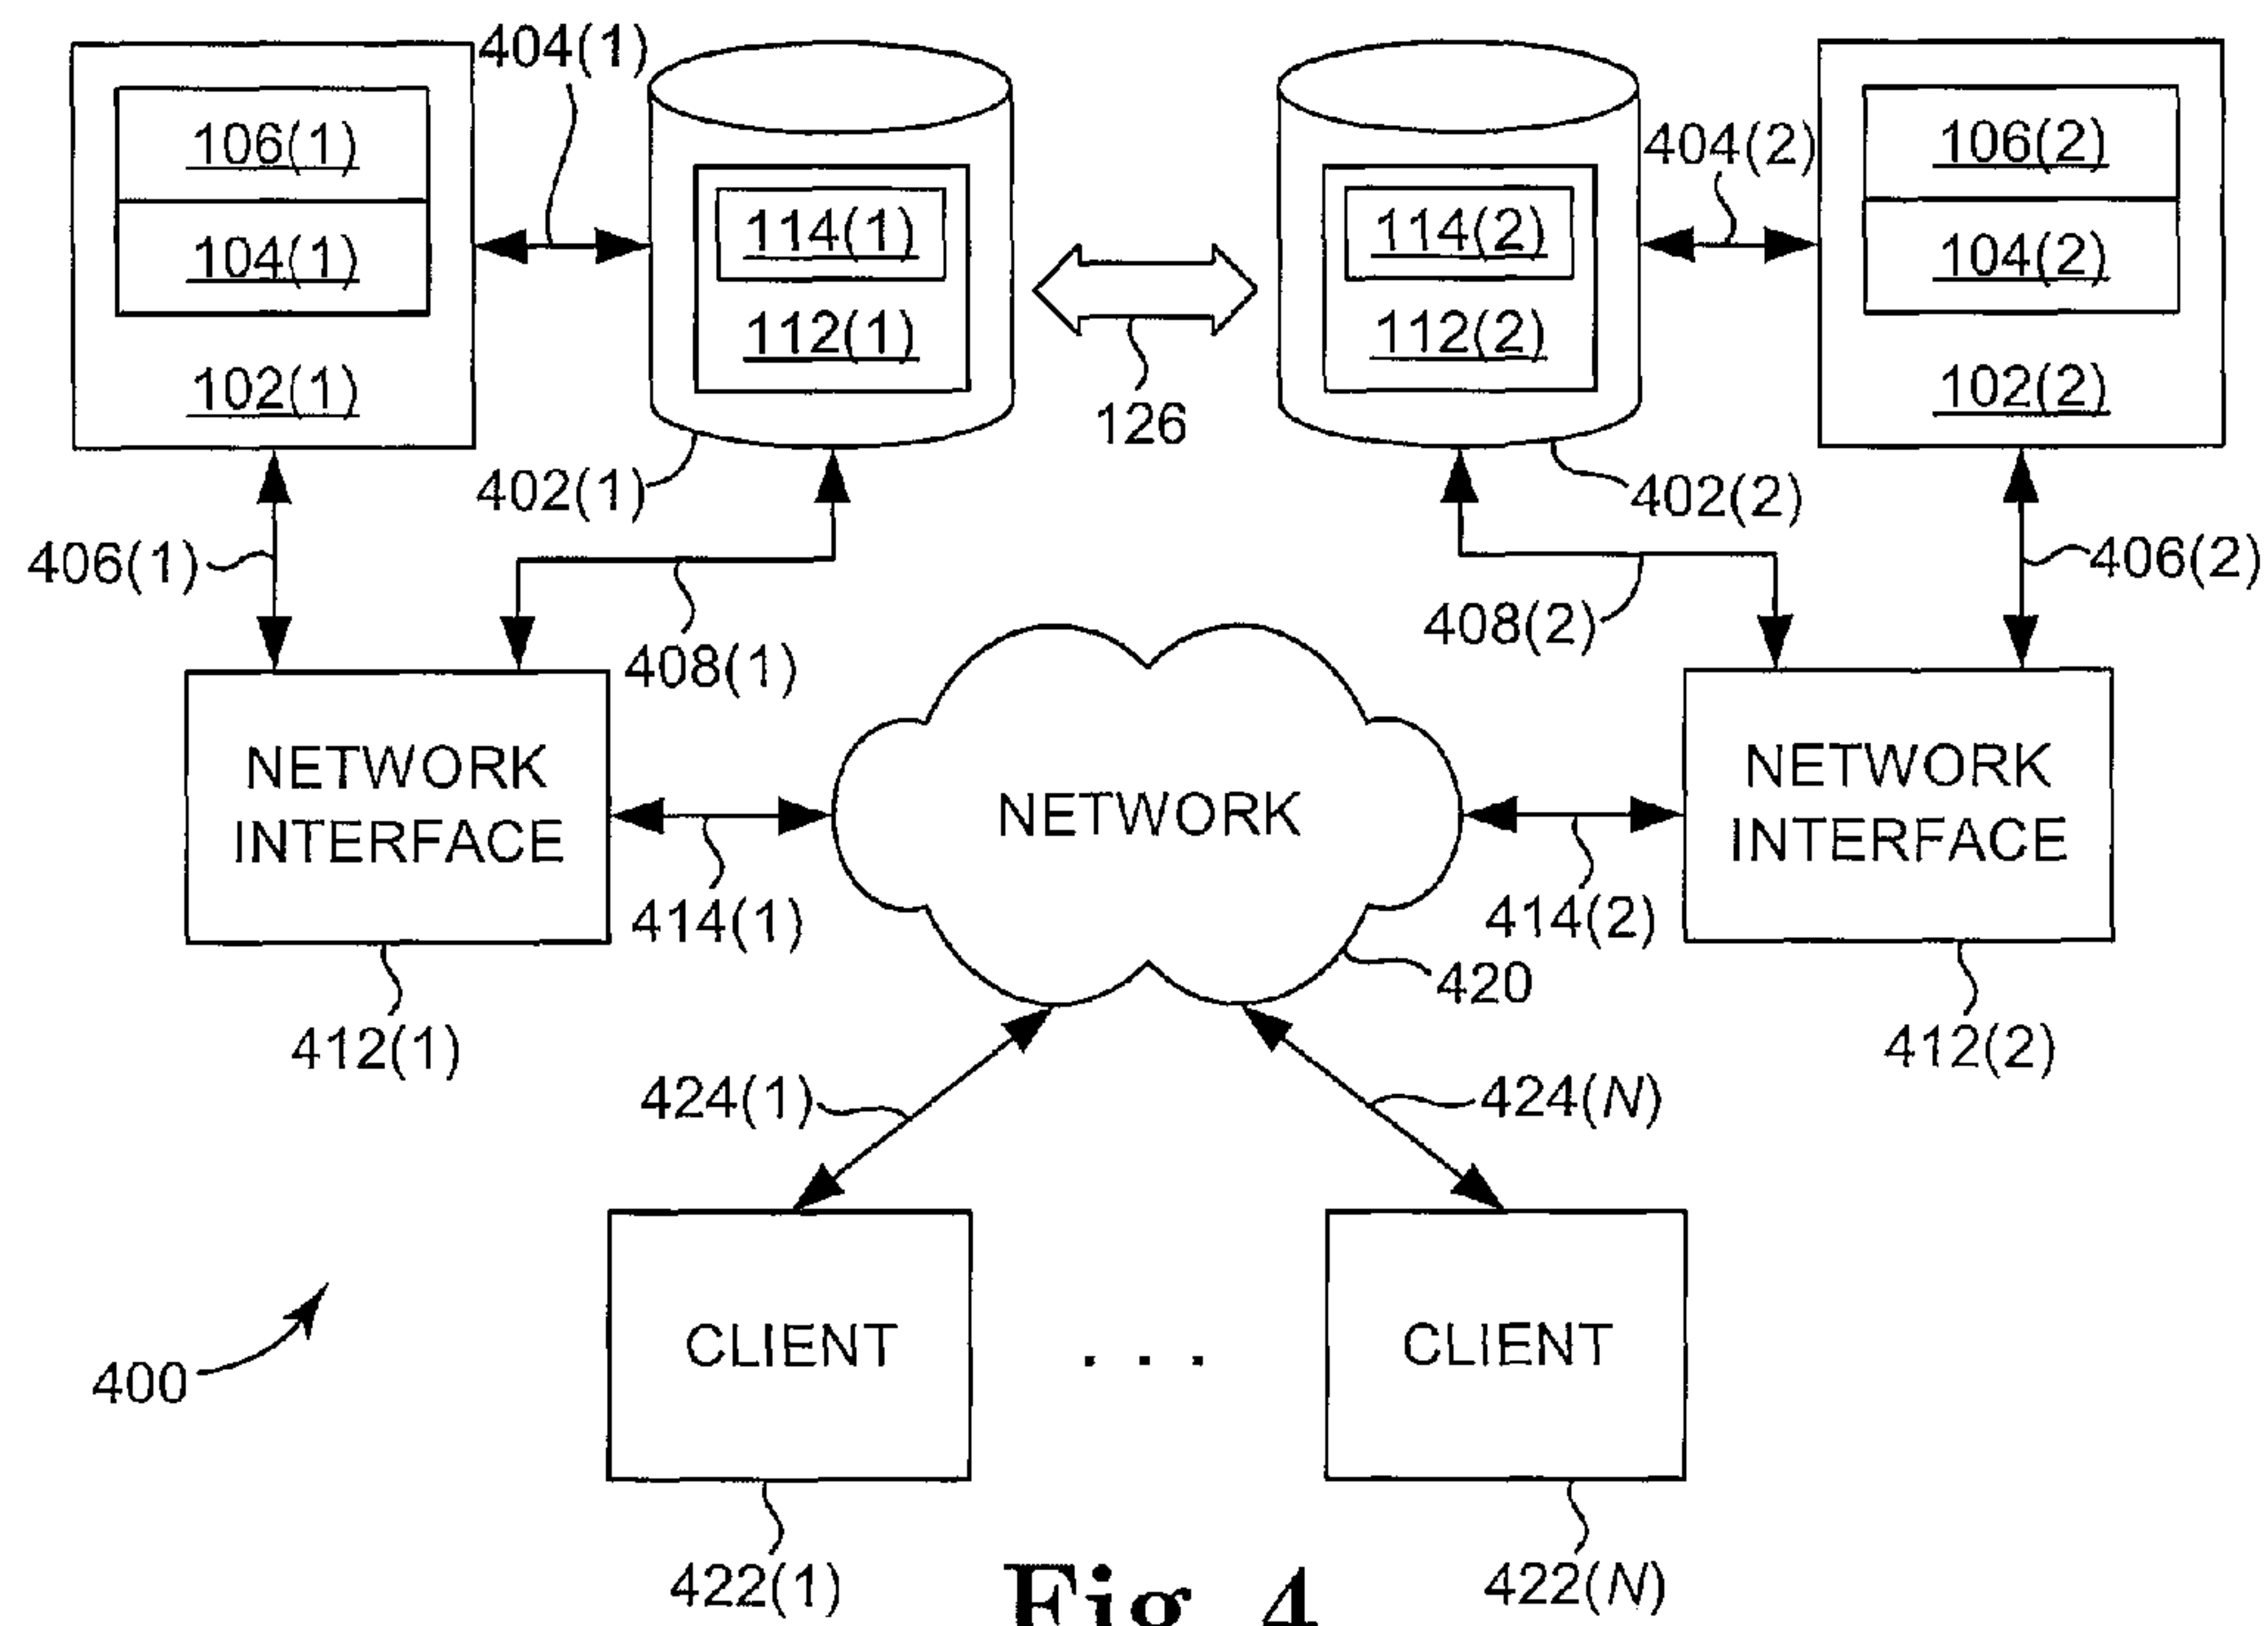 404(1)
106(1)
104(1)
102(1)
114(1)
112(1)
126
114(2)
112(2)
404(2)
106(2)
104(2)
102(2)
402(1)
402(2)
406(1)
408(1)
408(2)
406(2)
NETWORK
INTERFACE
NETWORK
NETWORK
INTERFACE
414(1)
414(2)
420
412(1)
412(2)
424(1)
424(N)
CLIENT
. . .
CLIENT
400
422(1)
422(N)
Fig 4